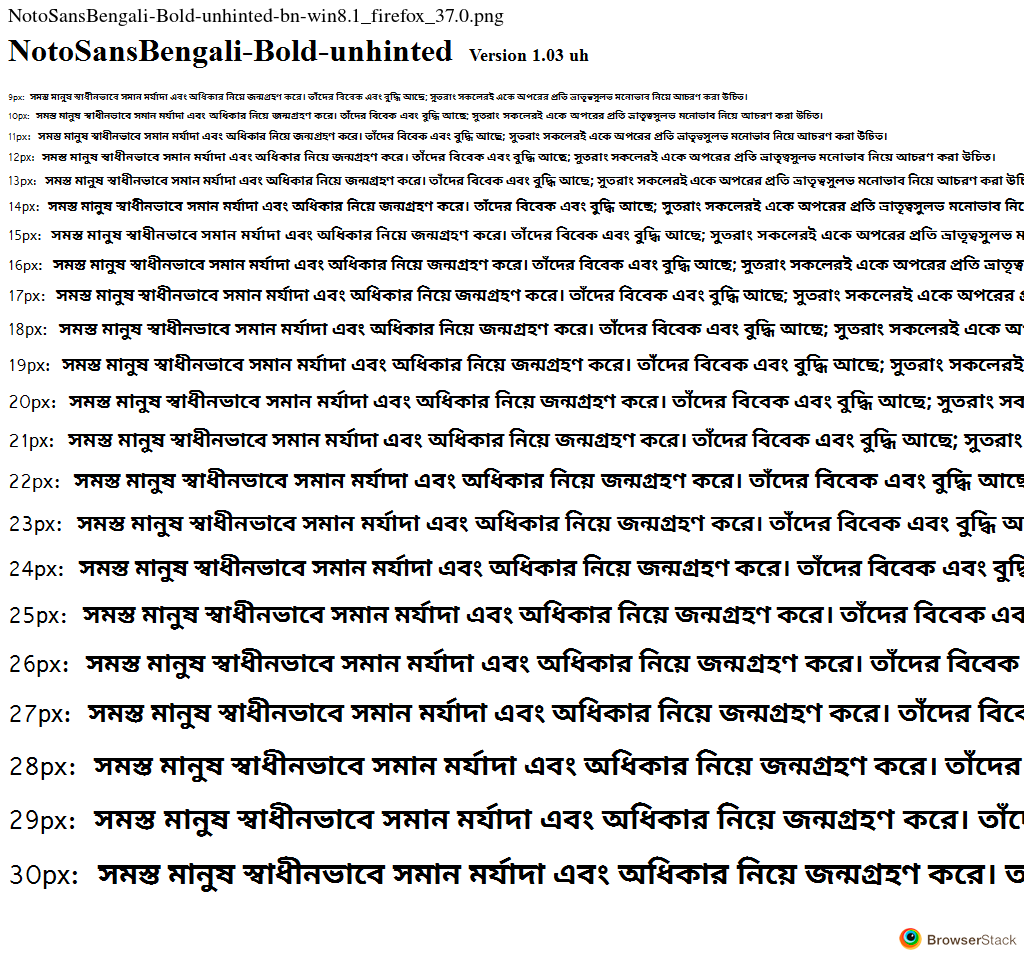 NotoSansBengali-Bold-unhinted-bn-win8.1_firefox_37.0.png
NotoSansBengali-Bold-unhinted Version 1.03 uh
9px: সমস্ত মানুষ স্বাধীনভাবে সমান মর্যাদা এবং অধিকার নিয়ে জন্মগ্রহণ করে। তাঁদের বিবেক এবং বুদ্ধি আছে; সুতরাং সকলেরই একে অপরের প্রতি ভ্রাতৃত্বসুলভ মনোভাব নিয়ে আচরণ করা উচিত।
10px: সমস্ত মানুষ স্বাধীনভাবে সমান মর্যাদা এবং অধিকার নিয়ে জন্মগ্রহণ করে। তাঁদের বিবেক এবং বুদ্ধি আছে; সুতরাং সকলেরই একে অপরের প্রতি ভ্রাতৃত্বসুলভ মনোভাব নিয়ে আচরণ করা উচিত।
11px: সমস্ত মানুষ স্বাধীনভাবে সমান মর্যাদা এবং অধিকার নিয়ে জন্মগ্রহণ করে। তাঁদের বিবেক এবং বুদ্ধি আছে; সুতরাং সকলেরই একে অপরের প্রতি ভ্রাতৃত্বসুলভ মনোভাব নিয়ে আচরণ করা উচিত।
12px: সমস্ত মানুষ স্বাধীনভাবে সমান মর্যাদা এবং অধিকার নিয়ে জন্মগ্রহণ করে। তাঁদের বিবেক এবং বুদ্ধি আছে; সুতরাং সকলেরই একে অপরের প্রতি ভ্রাতৃত্বসুলভ মনোভাব নিয়ে আচরণ করা উচিত।
13px: সমস্ত মানুষ স্বাধীনভাবে সমান মর্যাদা এবং অধিকার নিয়ে জন্মগ্রহণ করে। তাঁদের বিবেক এবং বুদ্ধি আছে; সুতরাং সকলেরই একে অপরের প্রতি ভ্রাতৃত্বসুলভ মনোভাব নিয়ে আচরণ করা
14px: সমস্ত মানুষ স্বাধীনভাবে সমান মর্যাদা এবং অধিকার নিয়ে জন্মগ্রহণ করে। তাঁদের বিবেক এবং বুদ্ধি আছে; সুতরাং সকলেরই একে অপরের প্রতি ভ্রাতৃত্বসুলভ মনোভাব
15px: সমস্ত মানুষ স্বাধীনভাবে সমান মর্যাদা এবং অধিকার নিয়ে জন্মগ্রহণ করে। তাঁদের বিবেক এবং বুদ্ধি আছে; সুতরাং সকলেরই একে অপরের প্রতি ভ্রাতৃত্বসুলভ
16px: সমস্ত মানুষ স্বাধীনভাবে সমান মর্যাদা এবং অধিকার নিয়ে জন্মগ্রহণ করে। তাঁদের বিবেক এবং বুদ্ধি আছে; সুতরাং সকলেরই একে অপরের প্রতি
17px: সমস্ত মানুষ স্বাধীনভাবে সমান মর্যাদা এবং অধিকার নিয়ে জন্মগ্রহণ করে। তাঁদের বিবেক এবং বুদ্ধি আছে; সুতরাং সকলেরই একে অপরের
18px: সমস্ত মানুষ স্বাধীনভাবে সমান মর্যাদা এবং অধিকার নিয়ে জন্মগ্রহণ করে। তাঁদের বিবেক এবং বুদ্ধি আছে; সুতরাং সকলেরই একে
19px: সমস্ত মানুষ স্বাধীনভাবে সমান মর্যাদা এবং অধিকার নিয়ে জন্মগ্রহণ করে। তাঁদের বিবেক এবং বুদ্ধি আছে; সুতরাং সকলেরই
20px: সমস্ত মানুষ স্বাধীনভাবে সমান মর্যাদা এবং অধিকার নিয়ে জন্মগ্রহণ করে। তাঁদের বিবেক এবং বুদ্ধি আছে; সুতরাং
21px: সমস্ত মানুষ স্বাধীনভাবে সমান মর্যাদা এবং অধিকার নিয়ে জন্মগ্রহণ করে। তাঁদের বিবেক এবং বুদ্ধি আছে; সুতরাং
22px: সমস্ত মানুষ স্বাধীনভাবে সমান মর্যাদা এবং অধিকার নিয়ে জন্মগ্রহণ করে। তাঁদের বিবেক এবং বুদ্ধি আছে
23px: সমস্ত মানুষ স্বাধীনভাবে সমান মর্যাদা এবং অধিকার নিয়ে জন্মগ্রহণ করে। তাঁদের বিবেক এবং বুদ্ধি
24px: সমস্ত মানুষ স্বাধীনভাবে সমান মর্যাদা এবং অধিকার নিয়ে জন্মগ্রহণ করে। তাঁদের বিবেক এবং
25px: সমস্ত মানুষ স্বাধীনভাবে সমান মর্যাদা এবং অধিকার নিয়ে জন্মগ্রহণ করে। তাঁদের বিবেক
26px: সমস্ত মানুষ স্বাধীনভাবে সমান মর্যাদা এবং অধিকার নিয়ে জন্মগ্রহণ করে। তাঁদের বিবেক
27px: সমস্ত মানুষ স্বাধীনভাবে সমান মর্যাদা এবং অধিকার নিয়ে জন্মগ্রহণ করে। তাঁদের
28px: সমস্ত মানুষ স্বাধীনভাবে সমান মর্যাদা এবং অধিকার নিয়ে জন্মগ্রহণ করে। তাঁদের
29px: সমস্ত মানুষ স্বাধীনভাবে সমান মর্যাদা এবং অধিকার নিয়ে জন্মগ্রহণ করে।
30px: সমস্ত মানুষ স্বাধীনভাবে সমান মর্যাদা এবং অধিকার নিয়ে জন্মগ্রহণ করে।
BrowserStack